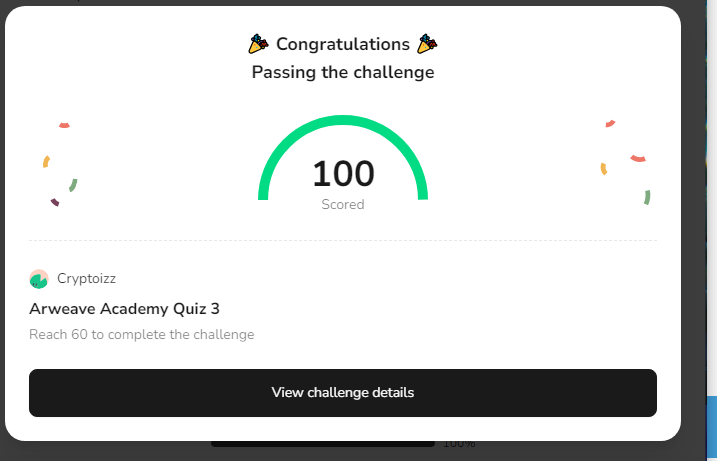 🎉 Congratulations 🎉
Passing the challenge
100
Scored
Cryptoizz
Arweave Academy Quiz 3
Reach 60 to complete the challenge
View challenge details
100%